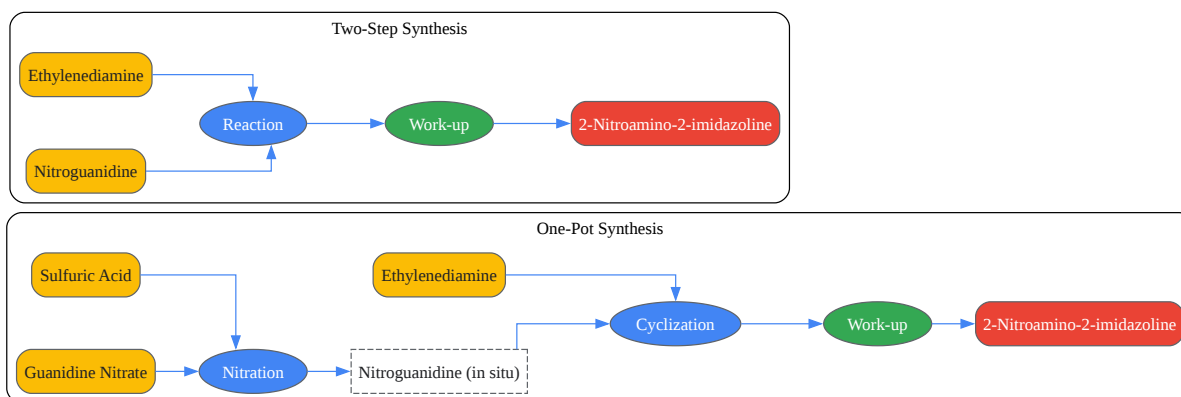 Two-Step Synthesis
Ethylenediamine
Reaction
Work-up
2-Nitroamino-2-imidazoline
Nitroguanidine
One-Pot Synthesis
Sulfuric Acid
Ethylenediamine
Cyclization
Work-up
2-Nitroamino-2-imidazoline
Guanidine Nitrate
Nitration
Nitroguanidine (in situ)